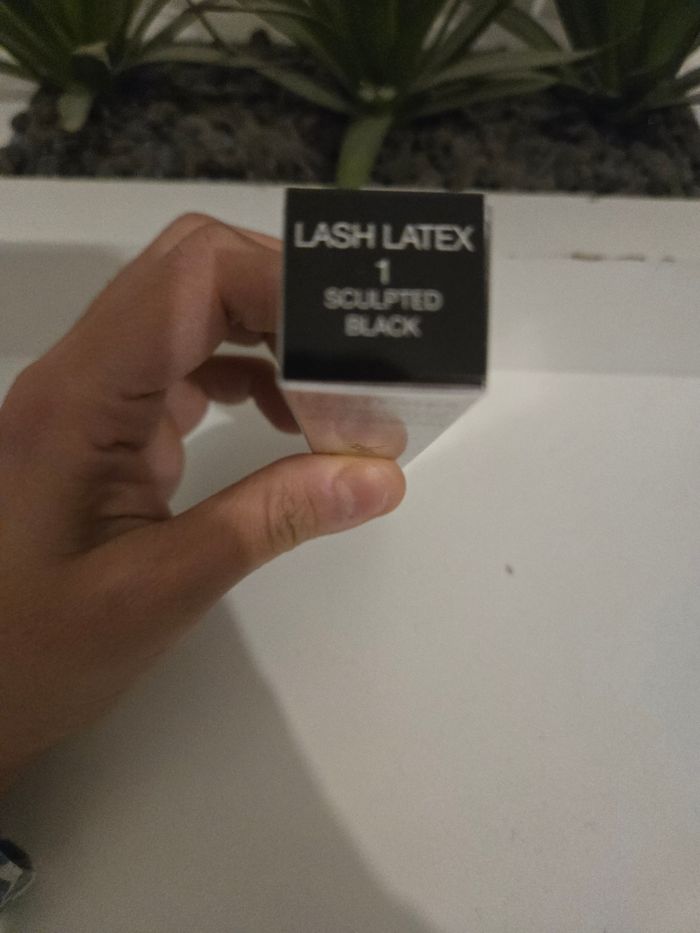 LASH LATEX
1
SCULPTED
BLACK